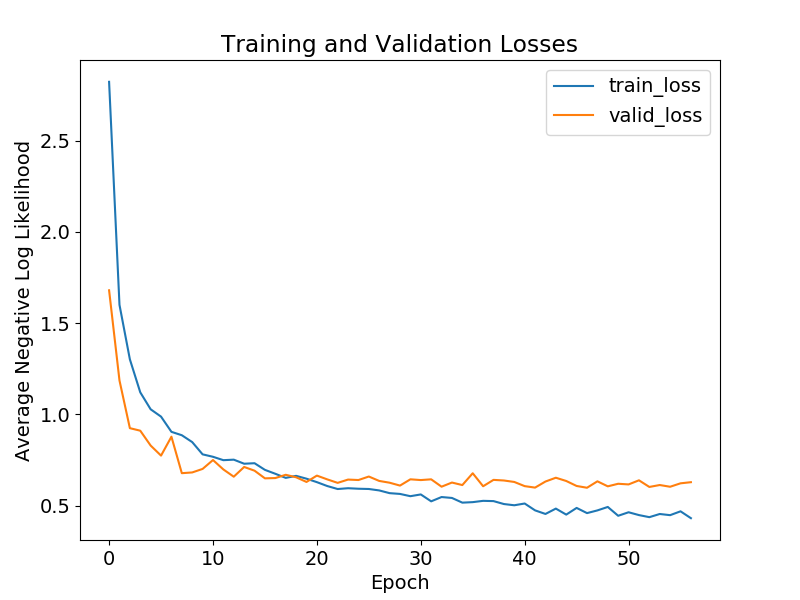 Training and Validation Losses
train_loss
valid_loss
Average Negative Log Likelihood
2.5
2.0
1.5
1.0
0.5
0 10 20 30 40 50
Epoch